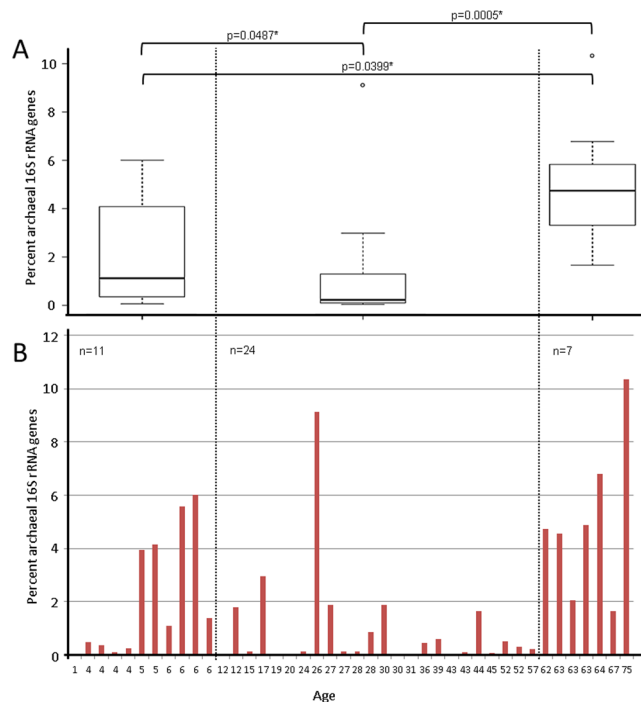 p=0.0005*
p=0.0487*
A
p=0.0399*
Percent archaeal 16S rRNA genes
10
8
6
4
2
0
B
12
n=11 n=24 n=7
Percent archaeal 16S rRNA genes
10
8
6
4
2
0
1 4 4 4 4 5 5 6 6 6 6 12 12 15 17 19 20 24 26 27 27 28 28 30 30 31 36 39 43 43 44 45 52 52 57 62 63 63 63 64 67 75
Age